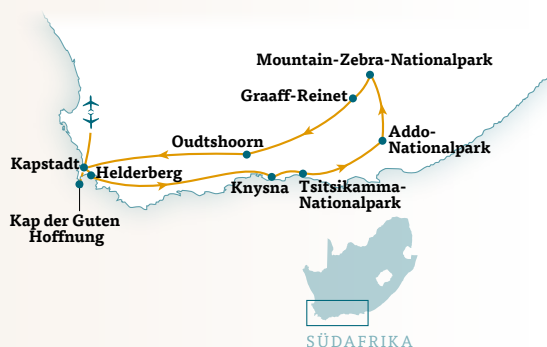 Mountain-Zebra-Nationalpark
Graaff-Reinet
Addo-
Nationalpark
Oudtshoorn
Kapstadt
Helderberg
Knysna
Tsitsikamma-
Nationalpark
Kap der Guten
Hoffnung
SÜDAFRIKA